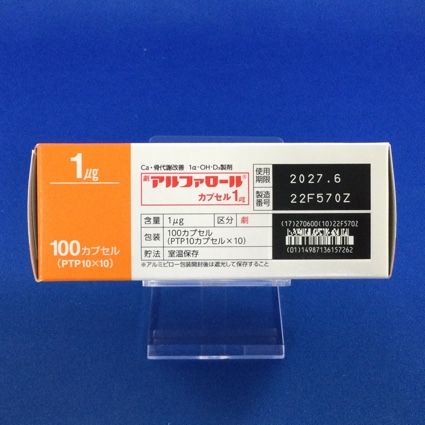 1μg
100カプセル
(PTP10×10)
Ca・骨代謝改善 1α・OH・D₃製剤
劇 アルファロール®
カプセル1μg
使用期限 2027.6
製造番号 22F570Z
含量 1μg 区分 劇
包装 100カプセル
(PTP10カプセル×10)
貯法 室温保存
※アルミピロー包装開封後は遮光して保存すること
(17)270600(10)22F570Z
(01)14987136157262